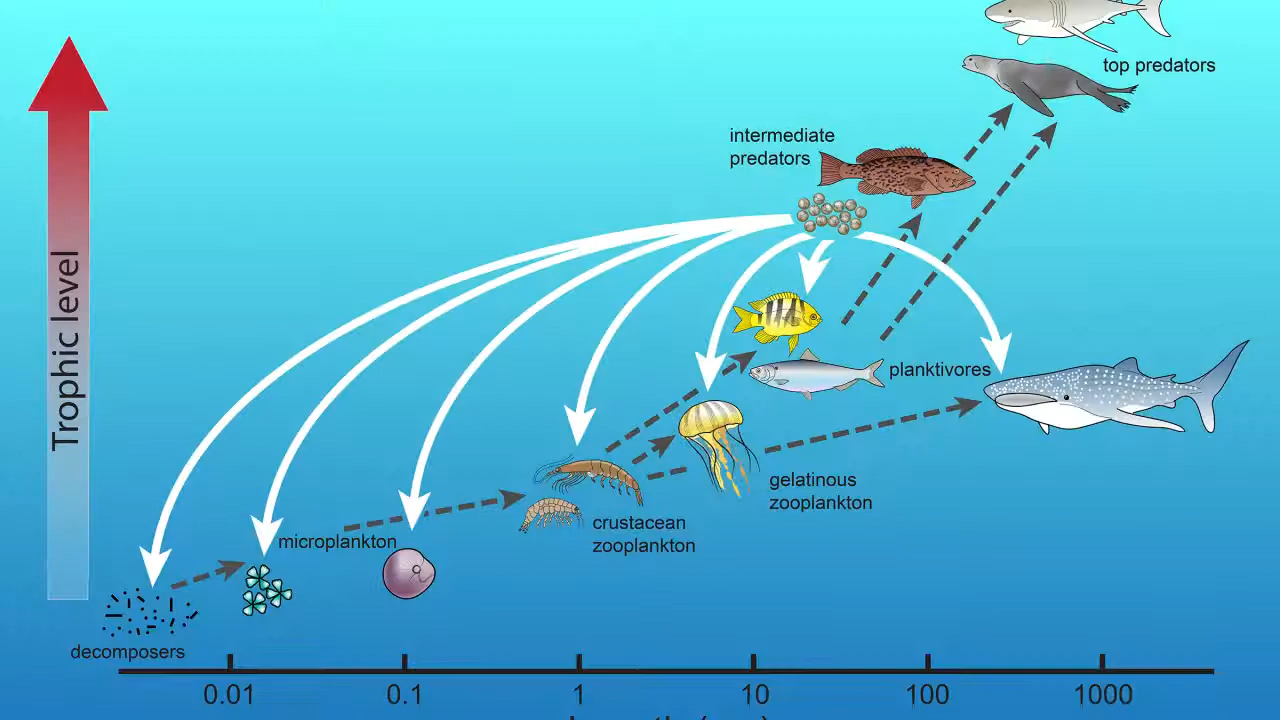 top predators
intermediate
predators
Trophic level
planktivores
gelatinous
zooplankton
crustacean
zooplankton
microplankton
decomposers
0.01 0.1 1 10 100 1000